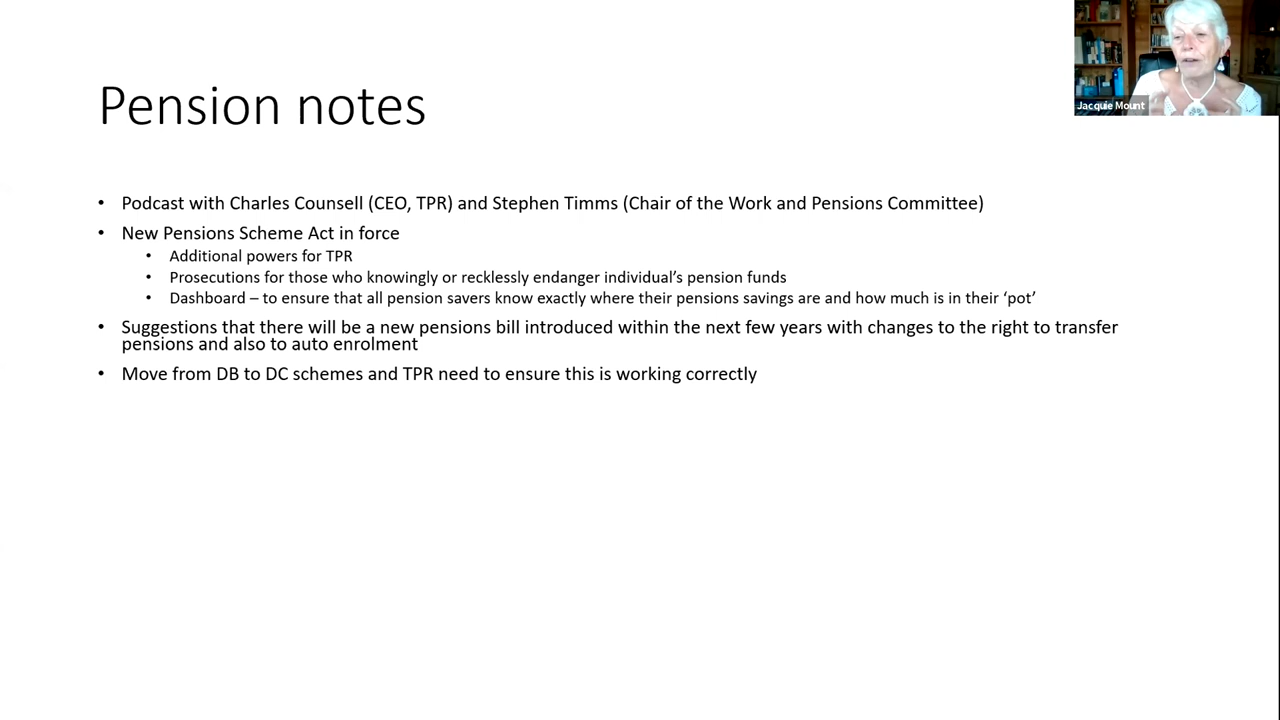 Pension notes
Jacquie Mount
• Podcast with Charles Counsell (CEO, TPR) and Stephen Timms (Chair of the Work and Pensions Committee)
• New Pensions Scheme Act in force
• Additional powers for TPR
• Prosecutions for those who knowingly or recklessly endanger individual’s pension funds
• Dashboard – to ensure that all pension savers know exactly where their pensions savings are and how much is in their ‘pot’
• Suggestions that there will be a new pensions bill introduced within the next few years with changes to the right to transfer
pensions and also to auto enrolment
• Move from DB to DC schemes and TPR need to ensure this is working correctly